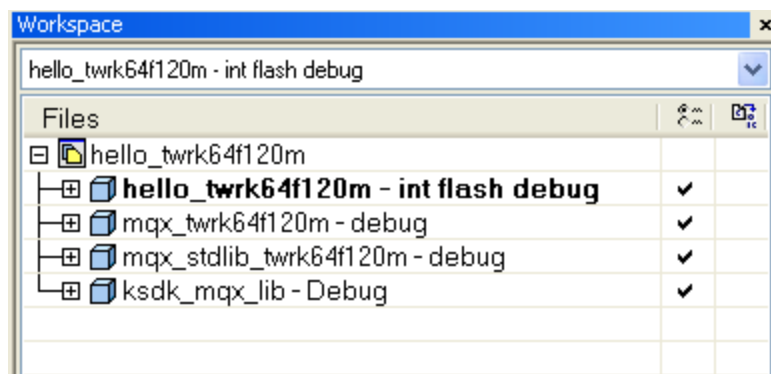 Workspace
hello_twrk64f120m - int flash debug
Files
hello_twrk64f120m
hello_twrk64f120m - int flash debug
mqx_twrk64f120m - debug
mqx_stdlib_twrk64f120m - debug
ksdk_mqx_lib - Debug